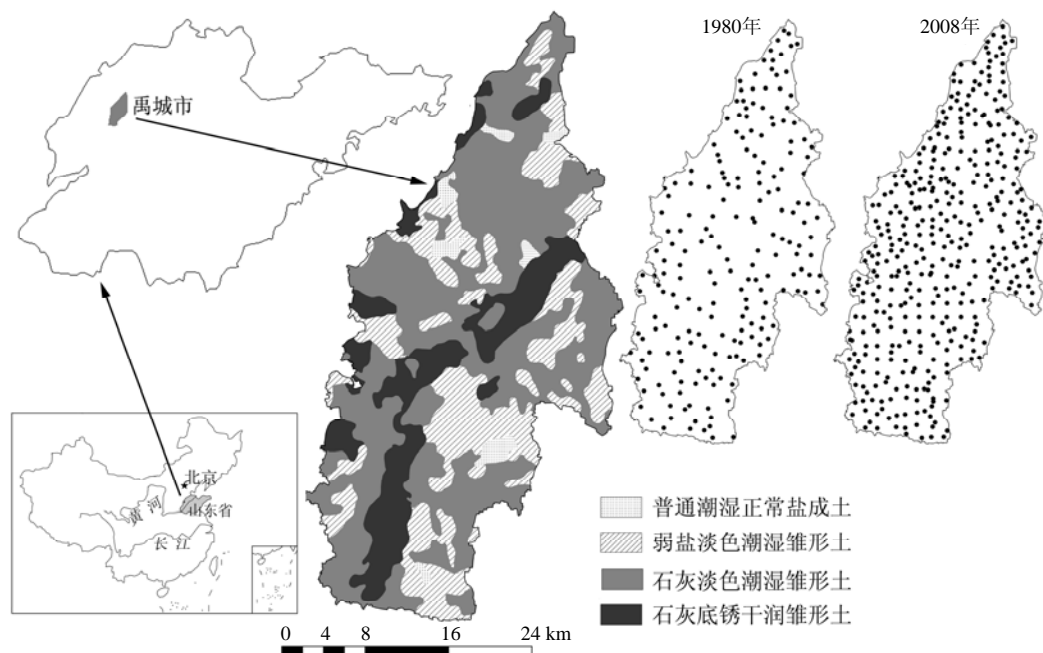 1980年
2008年
禹城市
北京
山东省
黄河
长江
普通潮湿正常盐成土
弱盐淡色潮湿雏形土
石灰淡色潮湿雏形土
石灰底锈干润雏形土
0 4 8 16 24 km